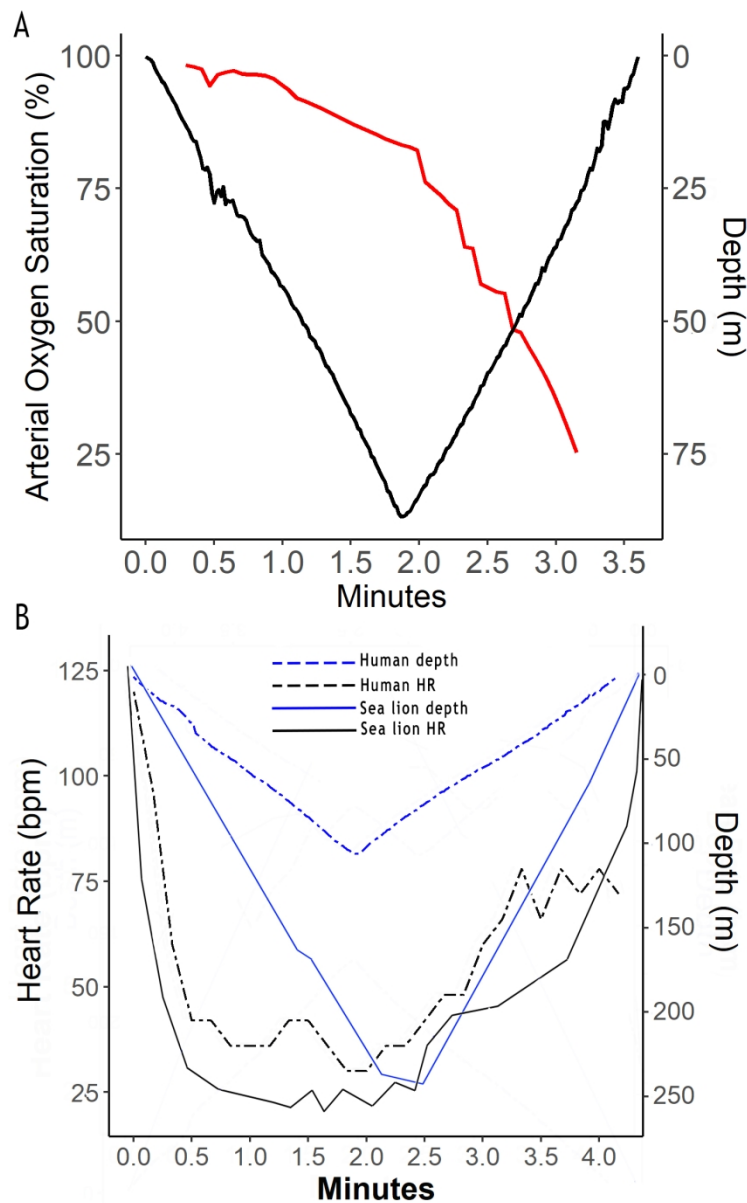 A
Arterial Oxygen Saturation (%)
100
75
50
25
0
25
50
75
Depth (m)
0.0 0.5 1.0 1.5 2.0 2.5 3.0 3.5
Minutes
B
Human depth
Human HR
Sea lion depth
Sea lion HR
Heart Rate (bpm)
125
100
75
50
25
0
50
100
150
200
250
Depth (m)
0.0 0.5 1.0 1.5 2.0 2.5 3.0 3.5 4.0
Minutes